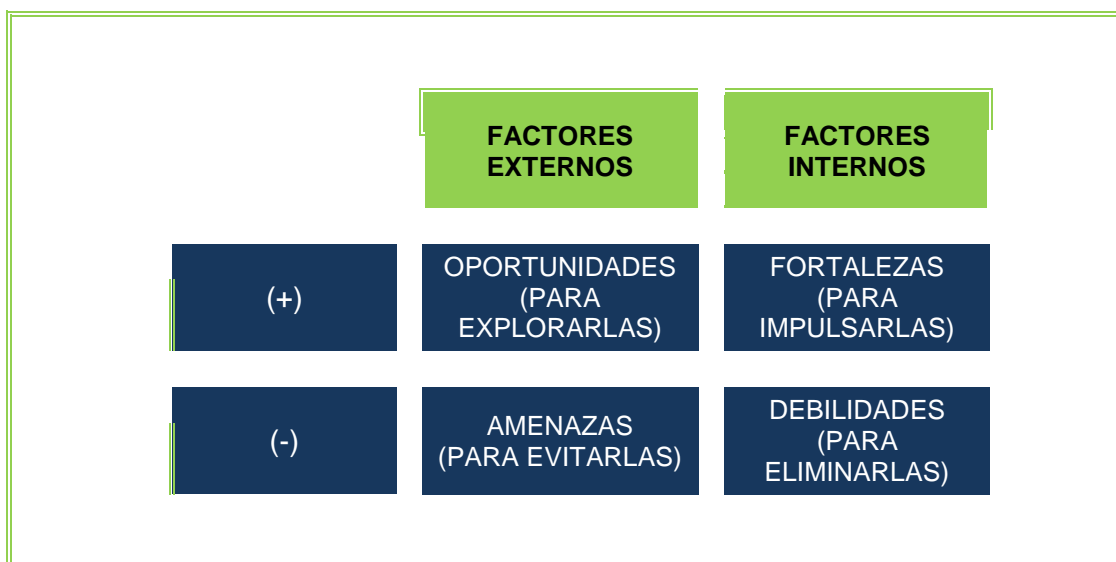 FACTORES
EXTERNOS
FACTORES
INTERNOS
(+)
OPORTUNIDADES
(PARA
EXPLORARLAS)
FORTALEZAS
(PARA
IMPULSARLAS)
(-)
AMENAZAS
(PARA EVITARLAS)
DEBILIDADES
(PARA
ELIMINARLAS)